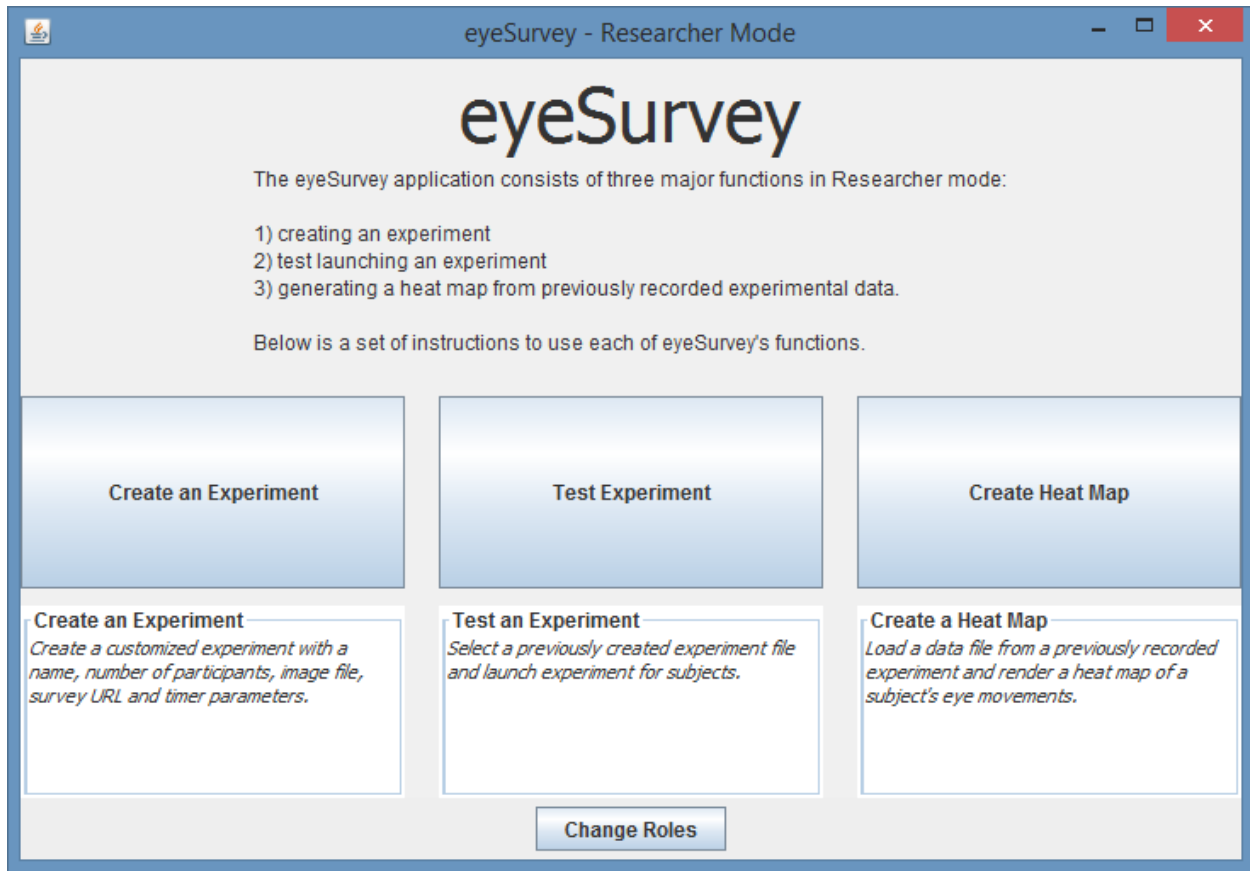 eyeSurvey - Researcher Mode
eyeSurvey
The eyeSurvey application consists of three major functions in Researcher mode:
1) creating an experiment
2) test launching an experiment
3) generating a heat map from previously recorded experimental data.
Below is a set of instructions to use each of eyeSurvey's functions.
Create an Experiment
Test Experiment
Create Heat Map
Create an Experiment
Create a customized experiment with a
name, number of participants, image file,
survey URL and timer parameters.
Test an Experiment
Select a previously created experiment file
and launch experiment for subjects.
Create a Heat Map
Load a data file from a previously recorded
experiment and render a heat map of a
subject's eye movements.
Change Roles